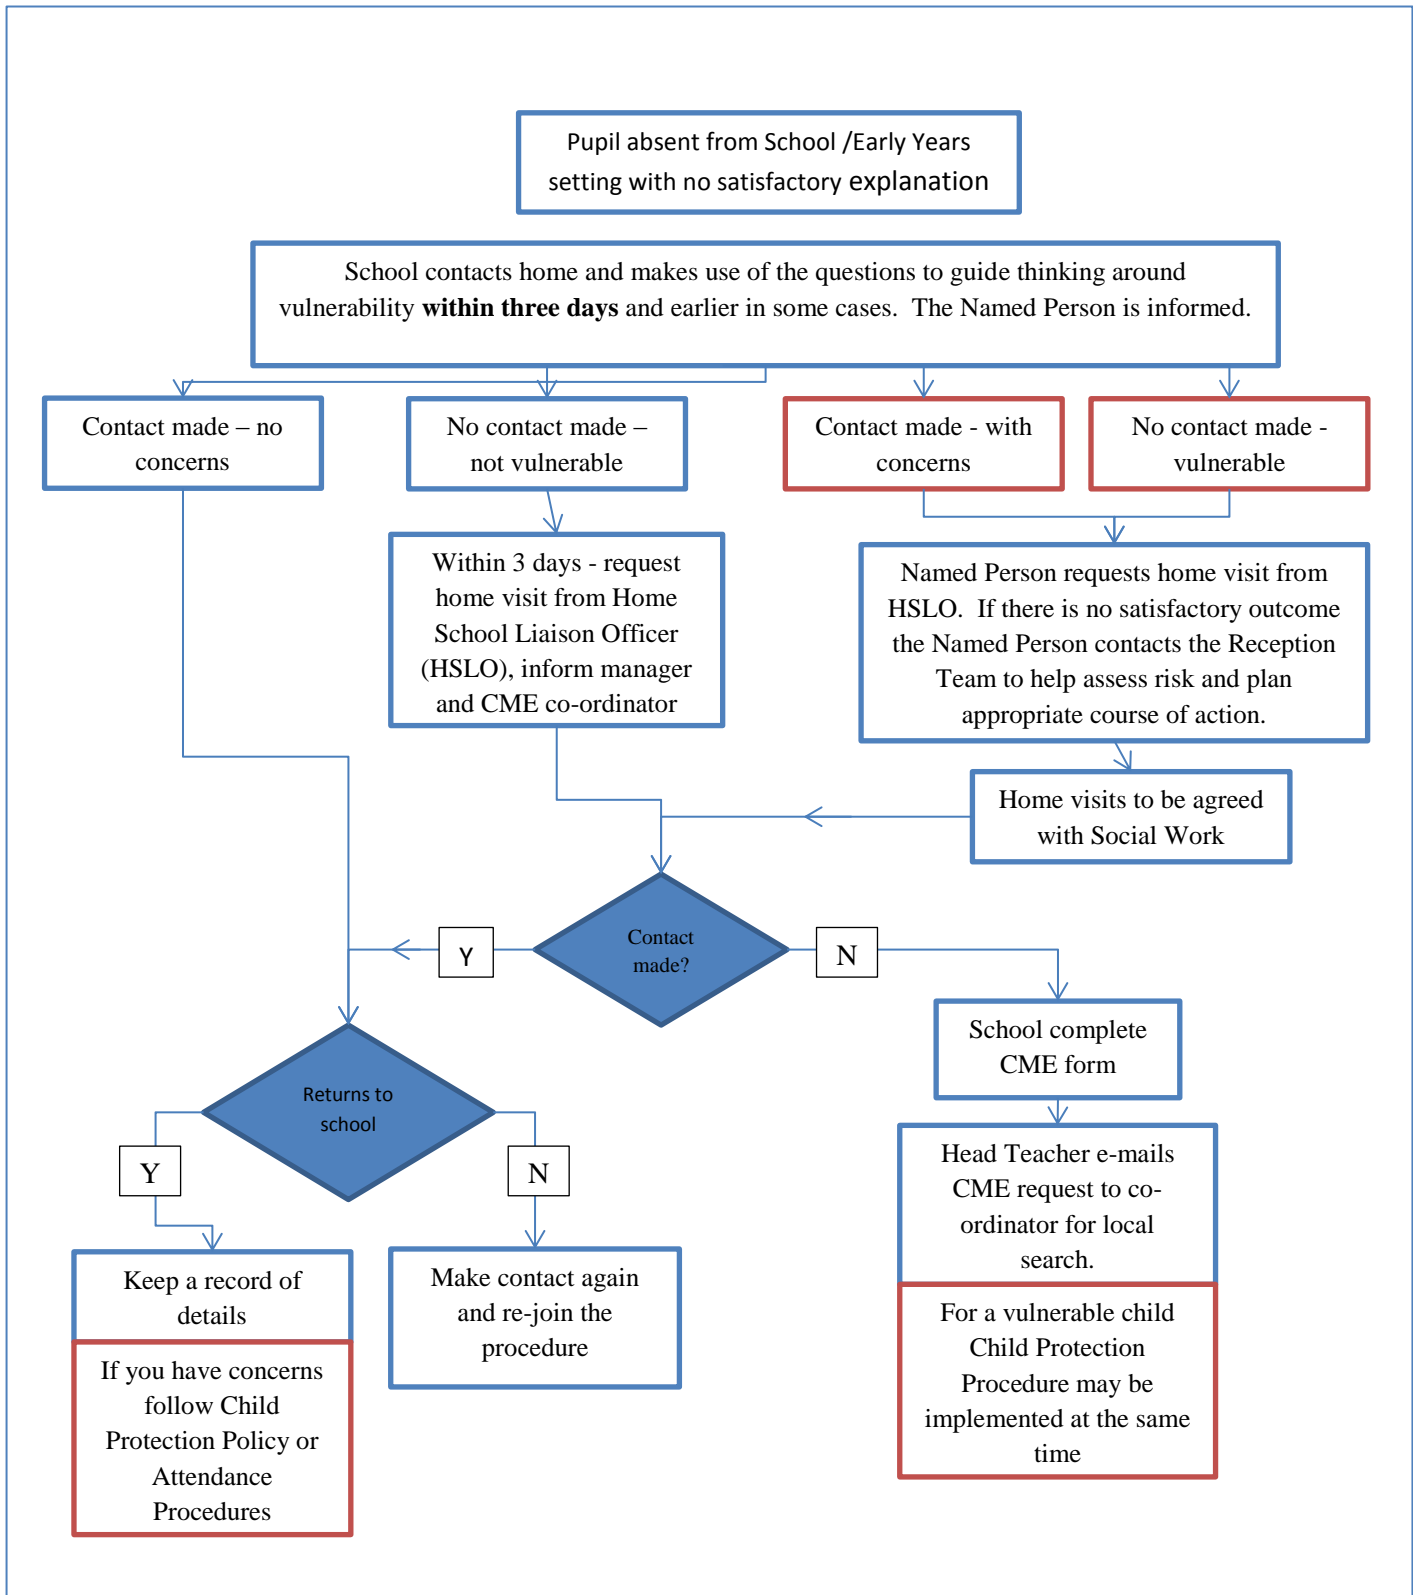 Pupil absent from School /Early Years
setting with no satisfactory explanation
School contacts home and makes use of the questions to guide thinking around
vulnerability within three days and earlier in some cases.  The Named Person is informed.
Contact made – no
concerns
No contact made –
not vulnerable
Contact made - with
concerns
No contact made -
vulnerable
Within 3 days - request
home visit from Home
School Liaison Officer
(HSLO), inform manager
and CME co-ordinator
Named Person requests home visit from
HSLO.  If there is no satisfactory outcome
the Named Person contacts the Reception
Team to help assess risk and plan
appropriate course of action.
Home visits to be agreed
with Social Work
Contact
made?
Y
N
School complete
CME form
Returns to
school
Y
N
Head Teacher e-mails
CME request to co-
ordinator for local
search.
Keep a record of
details
Make contact again
and re-join the
procedure
For a vulnerable child
Child Protection
Procedure may be
implemented at the same
time
If you have concerns
follow Child
Protection Policy or
Attendance
Procedures